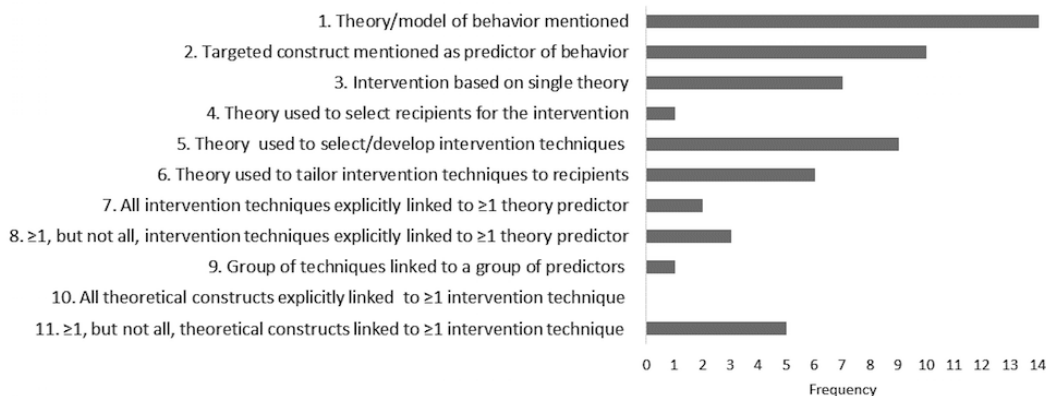 1. Theory/model of behavior mentioned
2. Targeted construct mentioned as predictor of behavior
3. Intervention based on single theory
4. Theory used to select recipients for the intervention
5. Theory used to select/develop intervention techniques
6. Theory used to tailor intervention techniques to recipients
7. All intervention techniques explicitly linked to ≥1 theory predictor
8. ≥1, but not all, intervention techniques explicitly linked to ≥1 theory predictor
9. Group of techniques linked to a group of predictors
10. All theoretical constructs explicitly linked to ≥1 intervention technique
11. ≥1, but not all, theoretical constructs linked to ≥1 intervention technique
0 1 2 3 4 5 6 7 8 9 10 11 12 13 14
Frequency